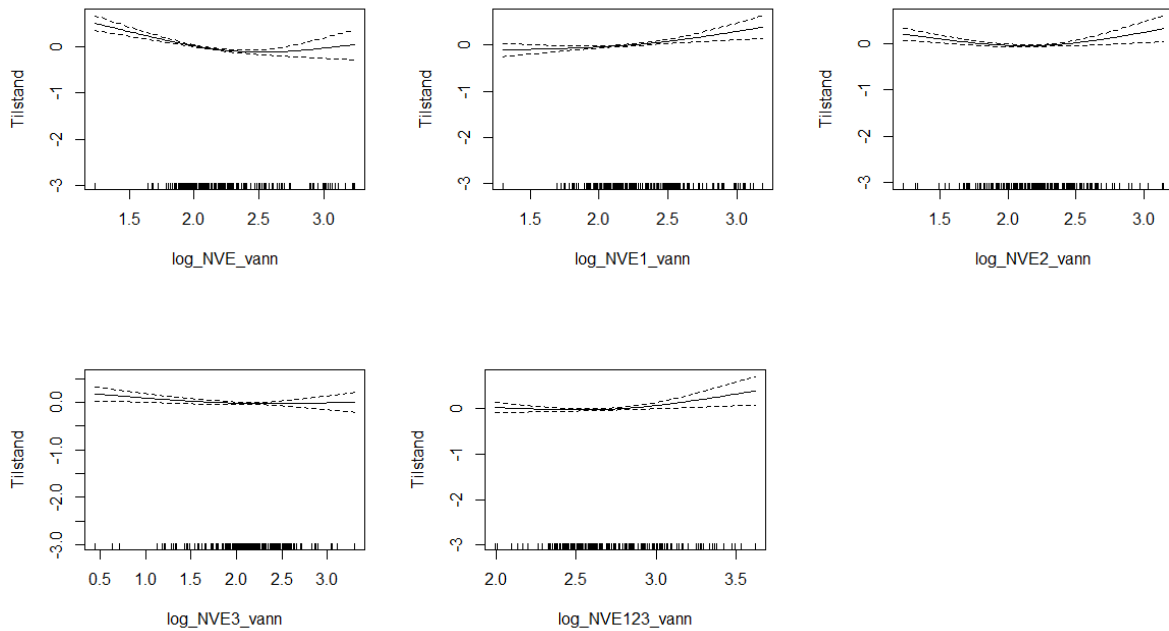 0
-1
-2
-3
Tilstand
1.5 2.0 2.5 3.0
log_NVE_vann
0
-1
-2
-3
Tilstand
1.5 2.0 2.5 3.0
log_NVE1_vann
0
-1
-2
-3
Tilstand
1.5 2.0 2.5 3.0
log_NVE2_vann
0.0
-1.0
-2.0
-3.0
Tilstand
0.5 1.0 1.5 2.0 2.5 3.0
log_NVE3_vann
0
-1
-2
-3
Tilstand
2.0 2.5 3.0 3.5
log_NVE123_vann